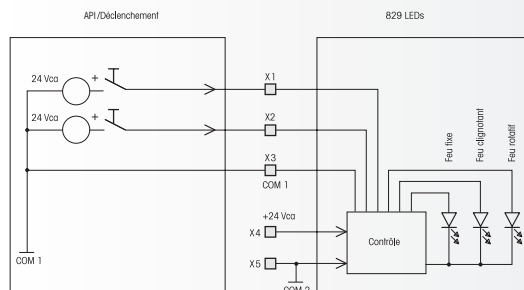 API/Déclenchement
829 LEDs
24 Vca
+
X1
24 Vca
+
X2
X3
COM 1
+24 Vca
X4
X5
COM 1
COM 2
Contrôle
Feu fixe
Feu clignotant
Feu rotatif